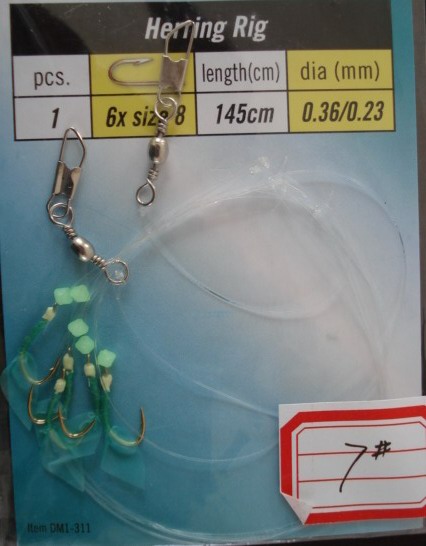 Herring Rig
pcs. length(cm) dia (mm)
1 6x size 8 145cm 0.36/0.23
7#
Item DM1-311